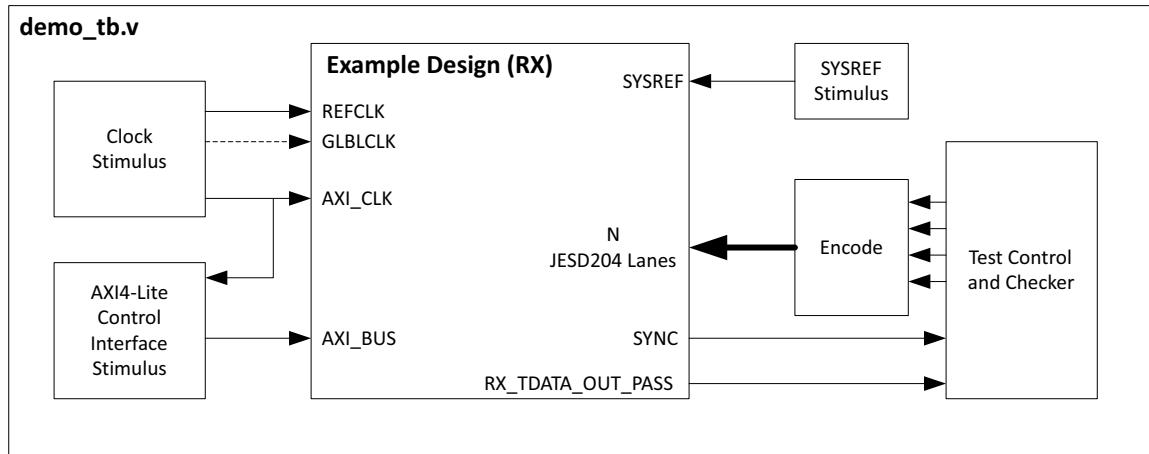 demo_tb.v
Example Design (RX)
Clock
Stimulus
REFCLK
GLBLCLK
AXI_CLK
AXI4-Lite
Control
Interface
Stimulus
AXI_BUS
SYSREF
SYSREF
Stimulus
N
JESD204 Lanes
Encode
Test Control
and Checker
SYNC
RX_TDATA_OUT_PASS